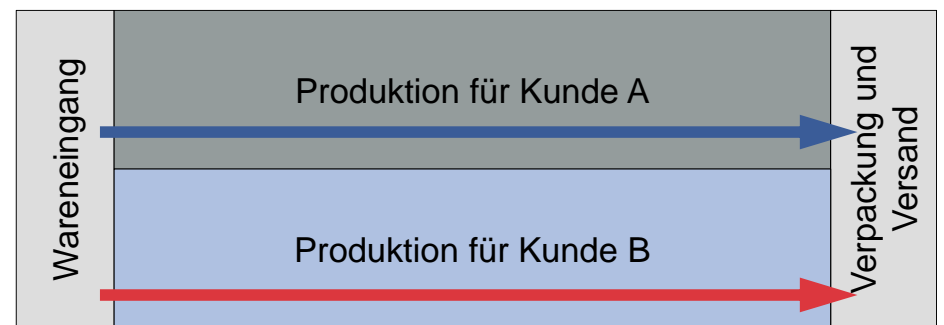 Wareneingang
Produktion für Kunde A
Produktion für Kunde B
Verpackung und
Versand